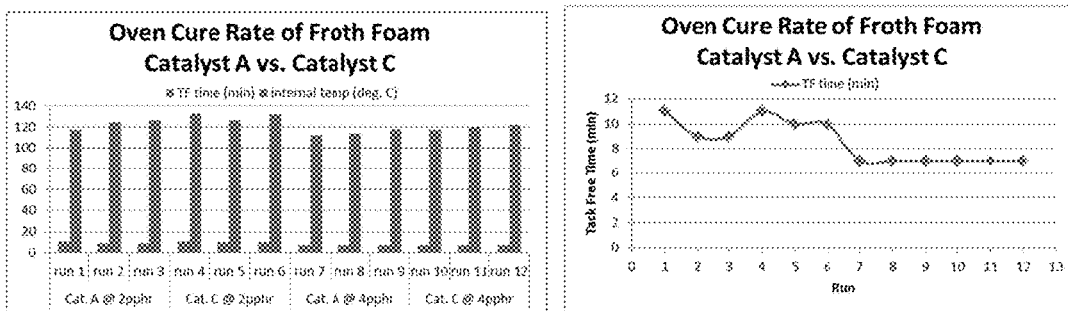 Oven Cure Rate of Froth Foam
Catalyst A vs. Catalyst C
TF time (min) internal temp (deg. C)
140
120
100
80
60
40
20
0
run 1 run 2 run 3 run 4 run 5 run 6 run 7 run 8 run 9 run 10 run 11 run 12
Cat. A @ 2pphr Cat. C @ 2pphr Cat. A @ 4pphr Cat. C @ 4pphr
Oven Cure Rate of Froth Foam
Catalyst A vs. Catalyst C
TF time (min)
Tack Free Time (min)
12
10
8
6
4
2
0
0 1 2 3 4 5 6 7 8 9 10 11 12 13
Run